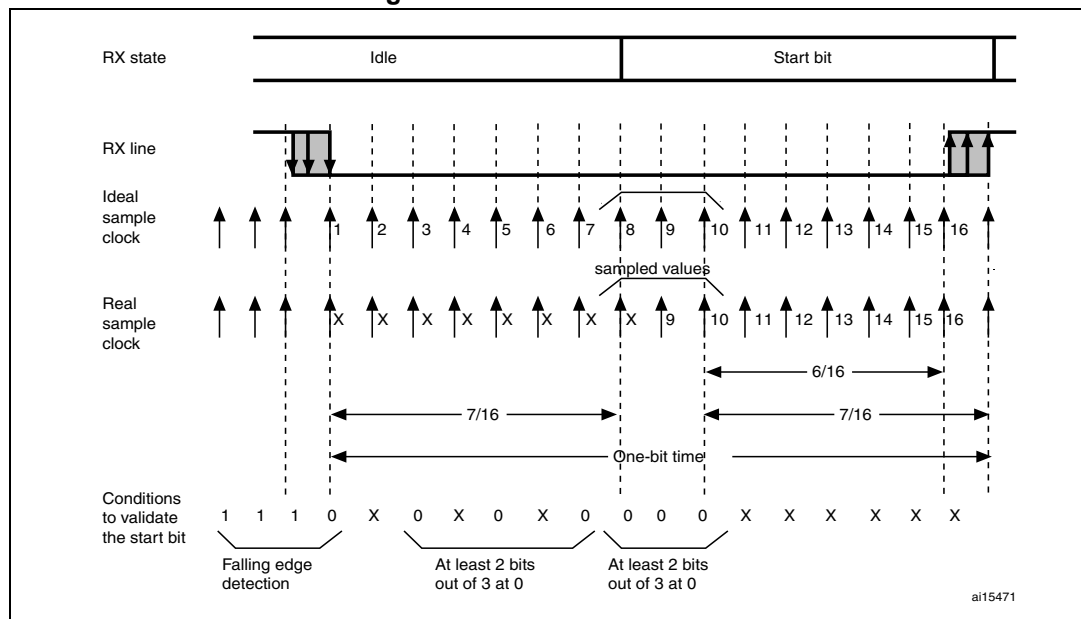 RX state
Idle
Start bit
RX line
Ideal
sample
clock
1 2 3 4 5 6 7 8 9 10 11 12 13 14 15 16
sampled values
Real
sample
clock
X X X X X X X X 9 10 11 12 13 14 15 16
6/16
7/16
7/16
One-bit time
Conditions
to validate
the start bit
1 1 1 0 X 0 X 0 X 0 0 0 0 X X X X X X
Falling edge
detection
At least 2 bits
out of 3 at 0
At least 2 bits
out of 3 at 0
ai15471